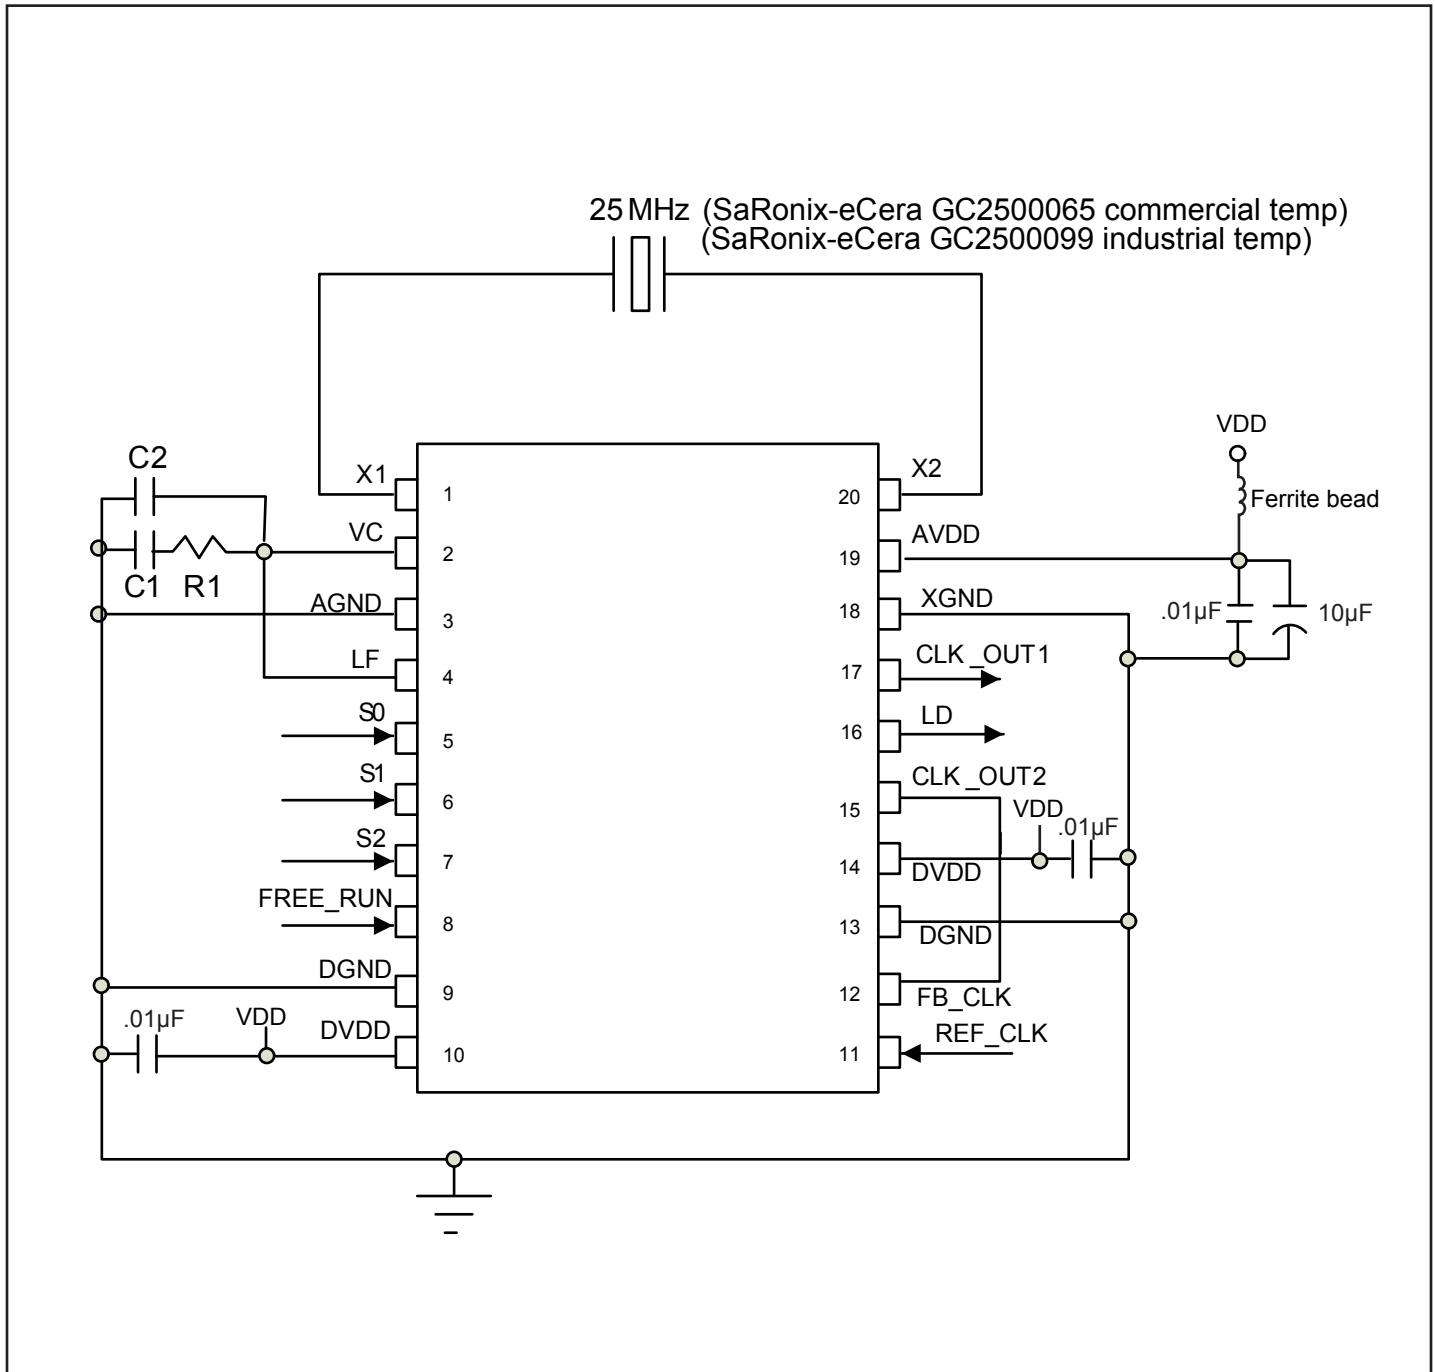 25 MHz (SaRonix-eCera GC2500065 commercial temp)
(SaRonix-eCera GC2500099 industrial temp)
VDD
Ferrite bead
.01µF
10µF
C2
C1
R1
X1
1
VC
2
AGND
3
LF
4
S0
5
S1
6
S2
7
FREE_RUN
8
DGND
9
.01µF
VDD
DVDD
10
X2
20
AVDD
19
XGND
18
CLK_OUT1
17
LD
16
CLK_OUT2
15
VDD
.01µF
14
DVDD
13
DGND
12
FB_CLK
REF_CLK
11